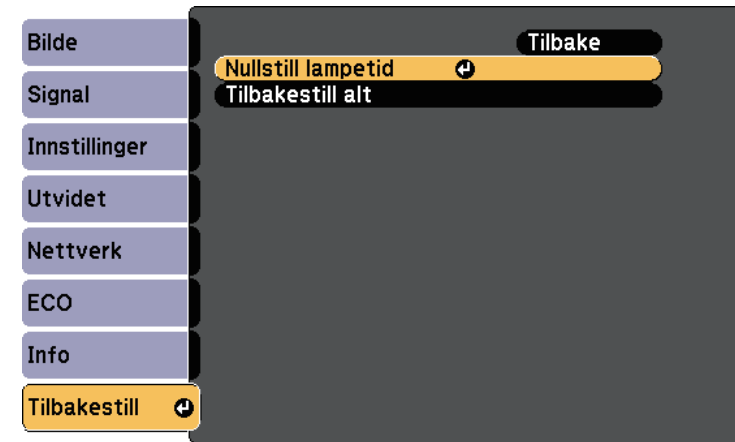 Bilde
Signal
Innstillinger
Utvidet
Nettverk
ECO
Info
Tilbakestill
Tilbake
Nullstill lampetid
Tilbakestill alt